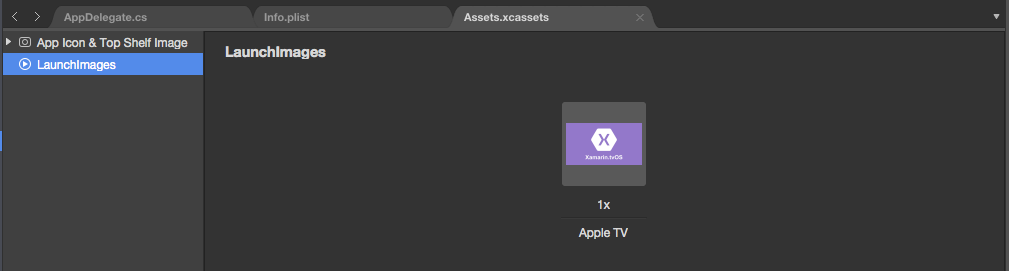 AppDelegate.cs Info.plist Assets.xcassets
App Icon & Top Shelf Image
LaunchImages
LaunchImages
X
Xamarin.tvOS
1x
Apple TV